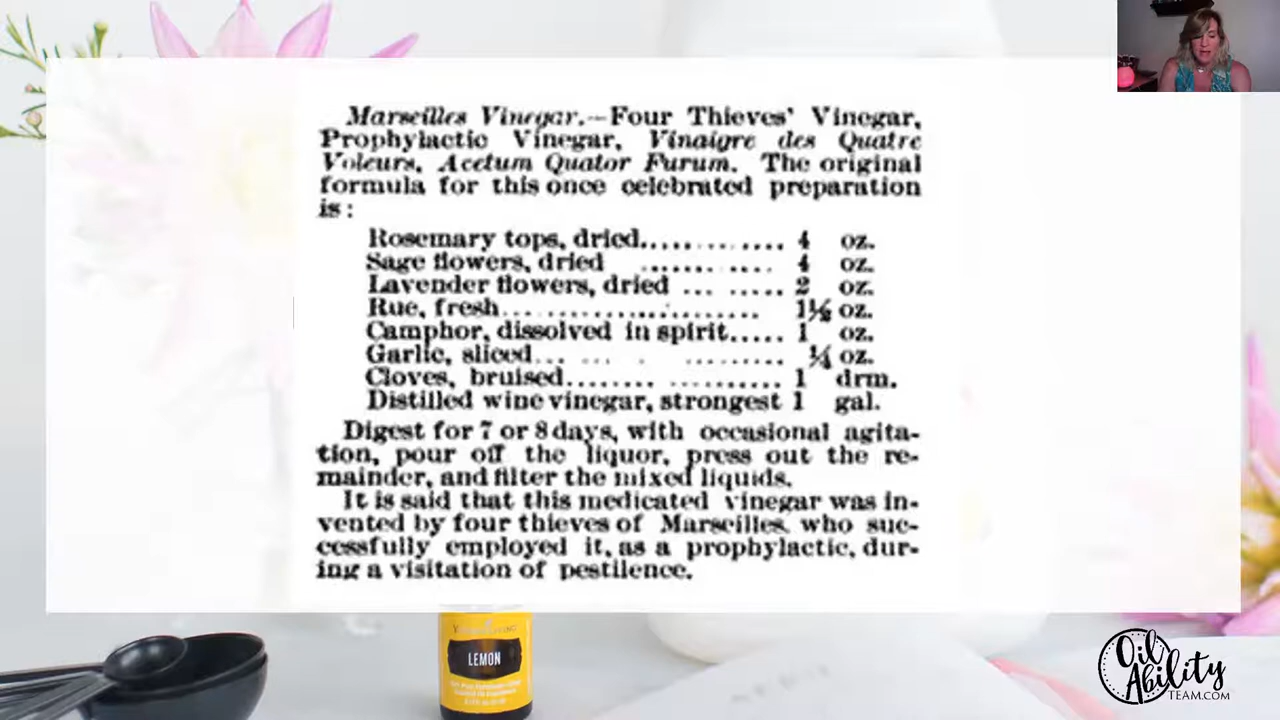 Marseilles Vinegar.—Four Thieves' Vinegar,
Prophylactic Vinegar, Vinaigre des Quatre
Voleurs, Acetum Quator Furum. The original
formula for this once celebrated preparation
is:
Rosemary tops, dried.............. 4 oz.
Sage flowers, dried ........... 4 oz.
Lavender flowers, dried ... ...... 2 oz.
Rue, fresh........................ 1½ oz.
Camphor, dissolved in spirit..... 1 oz.
Garlic, sliced... ... . ......... ¼ oz.
Cloves, bruised........ .......... 1 drm.
Distilled wine vinegar, strongest 1 gal.
Digest for 7 or 8 days, with occasional agita-
tion, pour off the liquor, press out the re-
mainder, and filter the mixed liquids.
It is said that this medicated vinegar was in-
vented by four thieves of Marseilles, who suc-
cessfully employed it, as a prophylactic, dur-
ing a visitation of pestilence.
LEMON
Oil
Ability
TEAM.COM